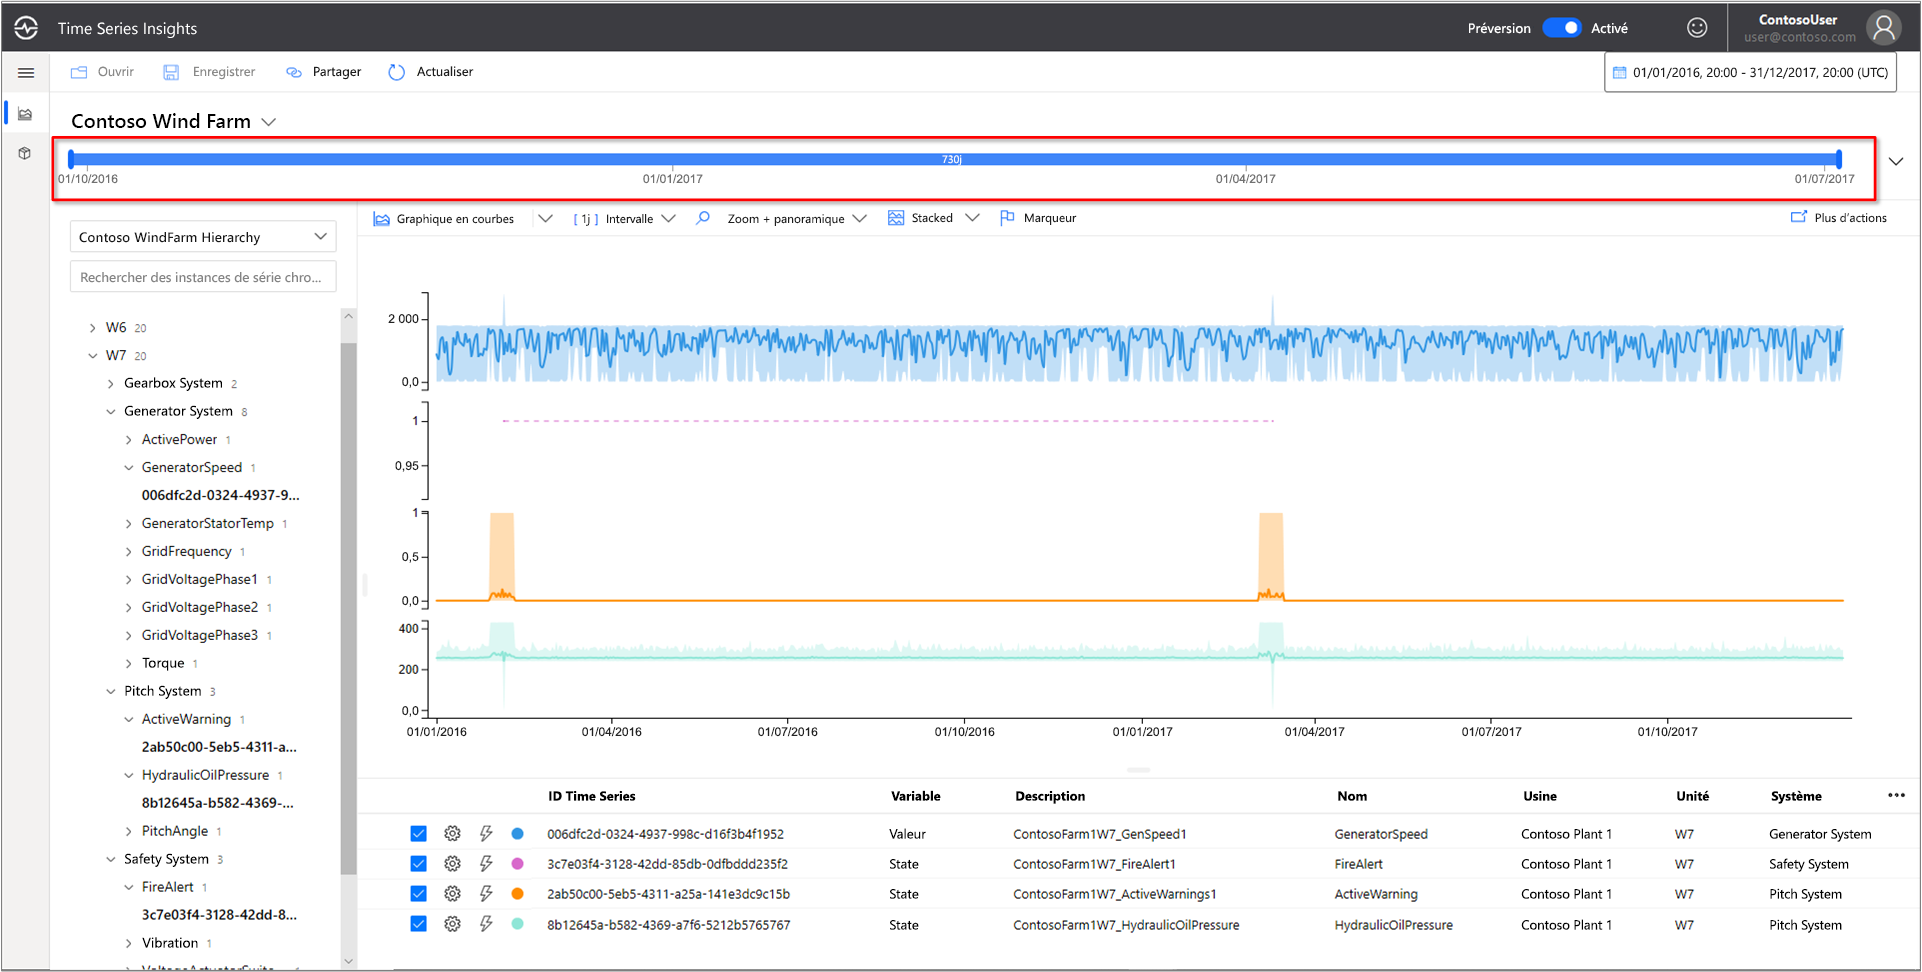 Time Series Insights
Préversion Activé
ContosoUser
user@contoso.com
Ouvrir Enregistrer Partager Actualiser
01/01/2016, 20:00 - 31/12/2017, 20:00 (UTC)
Contoso Wind Farm
730j
01/10/2016 01/01/2017 01/04/2017 01/07/2017
Graphique en courbes [ 1j ] Intervalle Zoom + panoramique Stacked Marqueur Plus d'actions
Contoso WindFarm Hierarchy
Rechercher des instances de série chro...
W6 20
W7 20
Gearbox System 2
Generator System 8
ActivePower 1
GeneratorSpeed 1
006dfc2d-0324-4937-9...
GeneratorStatorTemp 1
GridFrequency 1
GridVoltagePhase1 1
GridVoltagePhase2 1
GridVoltagePhase3 1
Torque 1
Pitch System 3
ActiveWarning 1
2ab50c00-5eb5-4311-a...
HydraulicOilPressure 1
8b12645a-b582-4369-...
PitchAngle 1
Safety System 3
FireAlert 1
3c7e03f4-3128-42dd-8...
Vibration 1
2 000
0,0
1
0,95
1
0,5
0,0
400
200
0,0
01/01/2016 01/04/2016 01/07/2016 01/10/2016 01/01/2017 01/04/2017 01/07/2017 01/10/2017
ID Time Series Variable Description Nom Usine Unité Système
006dfc2d-0324-4937-998c-d16f3b4f1952 Valeur ContosoFarm1W7_GenSpeed1 GeneratorSpeed Contoso Plant 1 W7 Generator System
3c7e03f4-3128-42dd-85db-0dfbddd235f2 State ContosoFarm1W7_FireAlert1 FireAlert Contoso Plant 1 W7 Safety System
2ab50c00-5eb5-4311-a25a-141e3dc9c15b State ContosoFarm1W7_ActiveWarnings1 ActiveWarning Contoso Plant 1 W7 Pitch System
8b12645a-b582-4369-a7f6-5212b5765767 State ContosoFarm1W7_HydraulicOilPressure HydraulicOilPressure Contoso Plant 1 W7 Pitch System